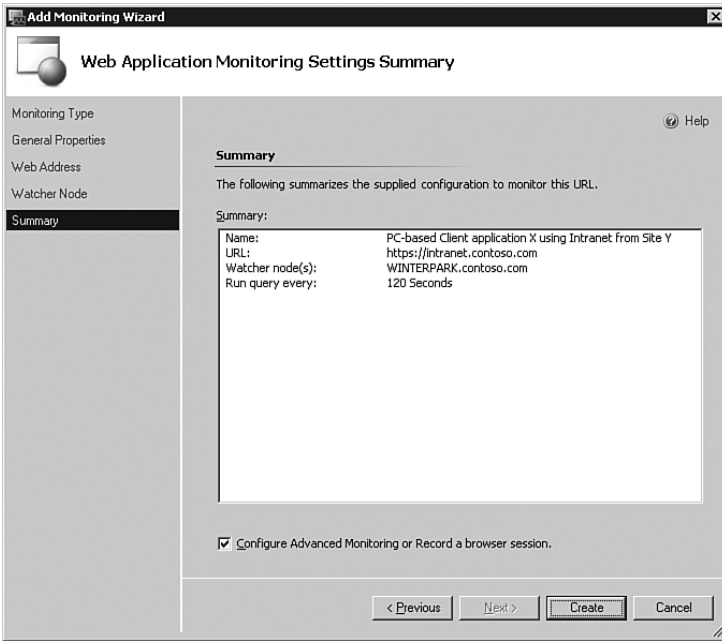 Add Monitoring Wizard
Web Application Monitoring Settings Summary
Monitoring Type
General Properties
Web Address
Watcher Node
Summary
Help
Summary
The following summarizes the supplied configuration to monitor this URL.
Summary:
Name: PC-based Client application X using Intranet from Site Y
URL: https://intranet.contoso.com
Watcher node(s): WINTERPARK.contoso.com
Run query every: 120 Seconds
Configure Advanced Monitoring or Record a browser session.
< Previous Next > Create Cancel